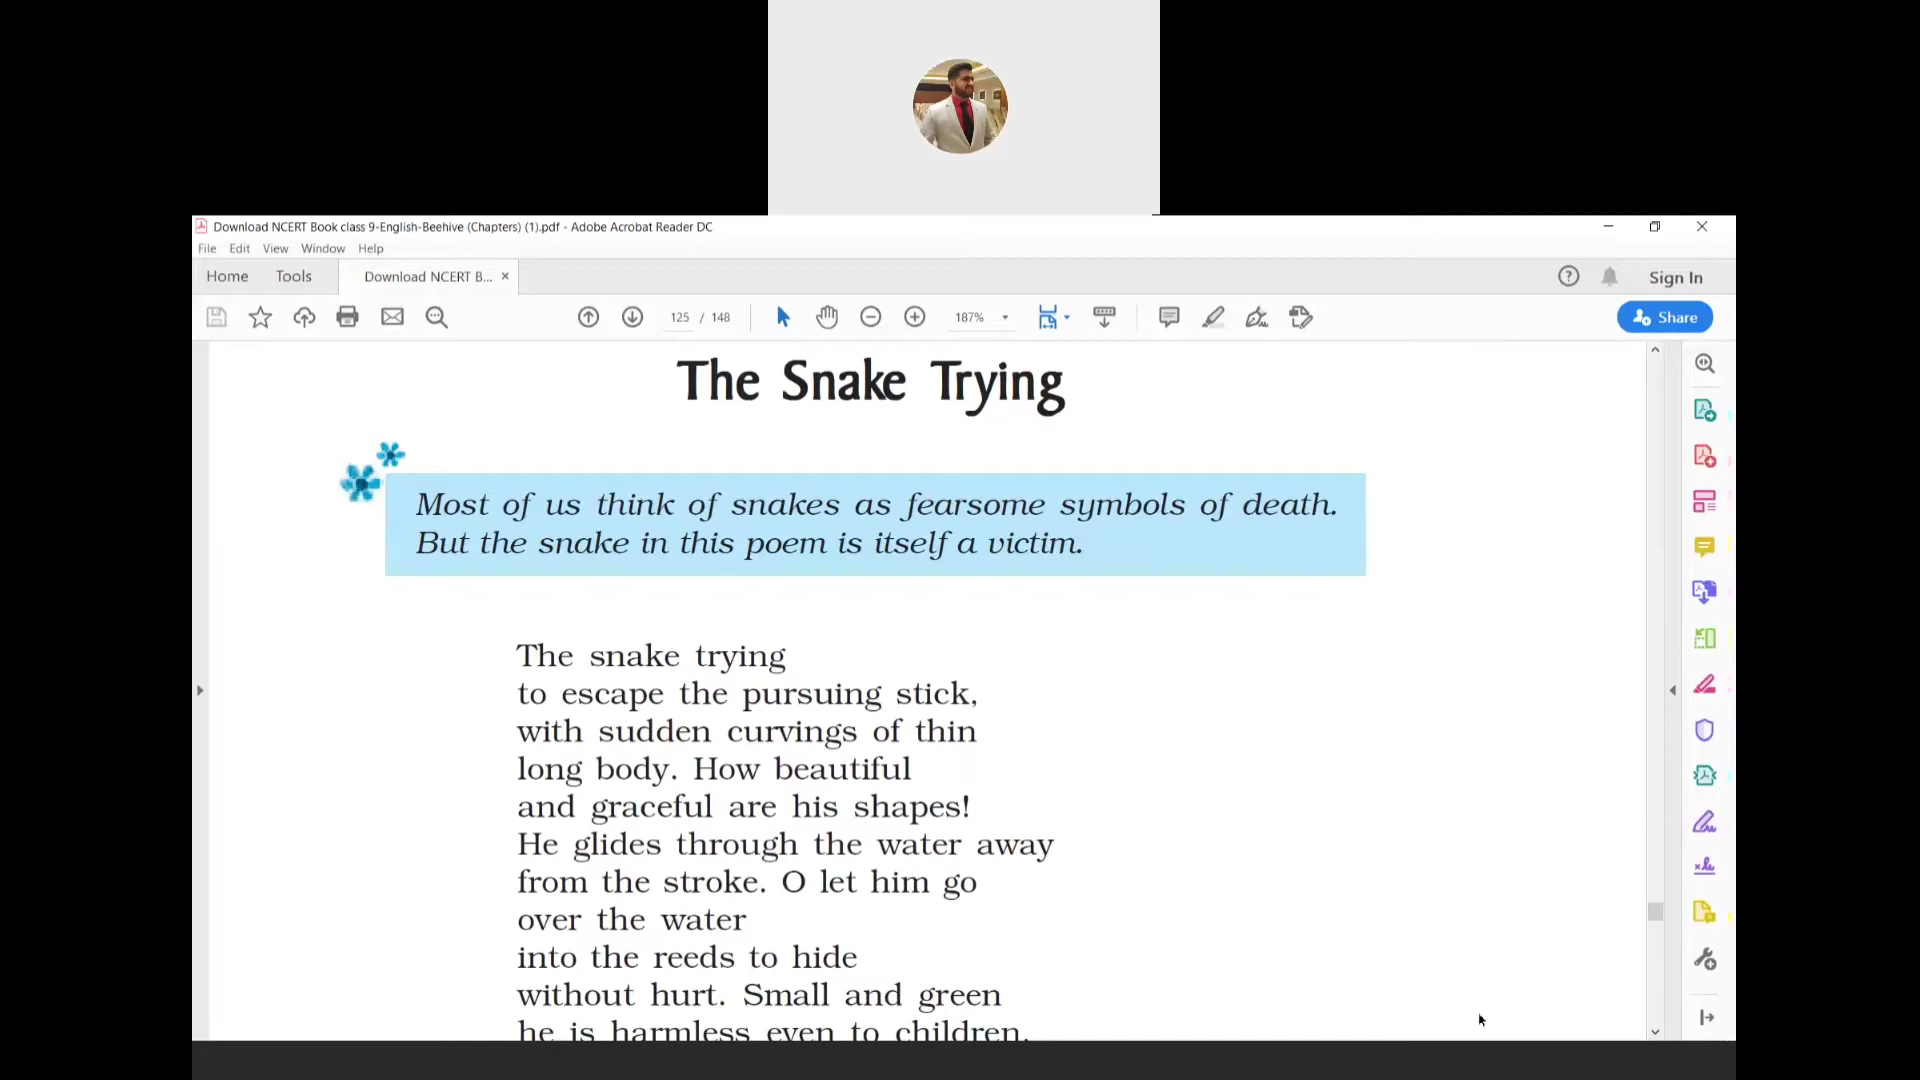 Download NCERT Book class 9-English-Beehive (Chapters) (1).pdf - Adobe Acrobat Reader DC
File Edit View Window Help
Home Tools Download NCERT B... × Sign In
125 / 148 187% Share
The Snake Trying
Most of us think of snakes as fearsome symbols of death.
But the snake in this poem is itself a victim.
The snake trying
to escape the pursuing stick,
with sudden curvings of thin
long body. How beautiful
and graceful are his shapes!
He glides through the water away
from the stroke. O let him go
over the water
into the reeds to hide
without hurt. Small and green
he is harmless even to children.